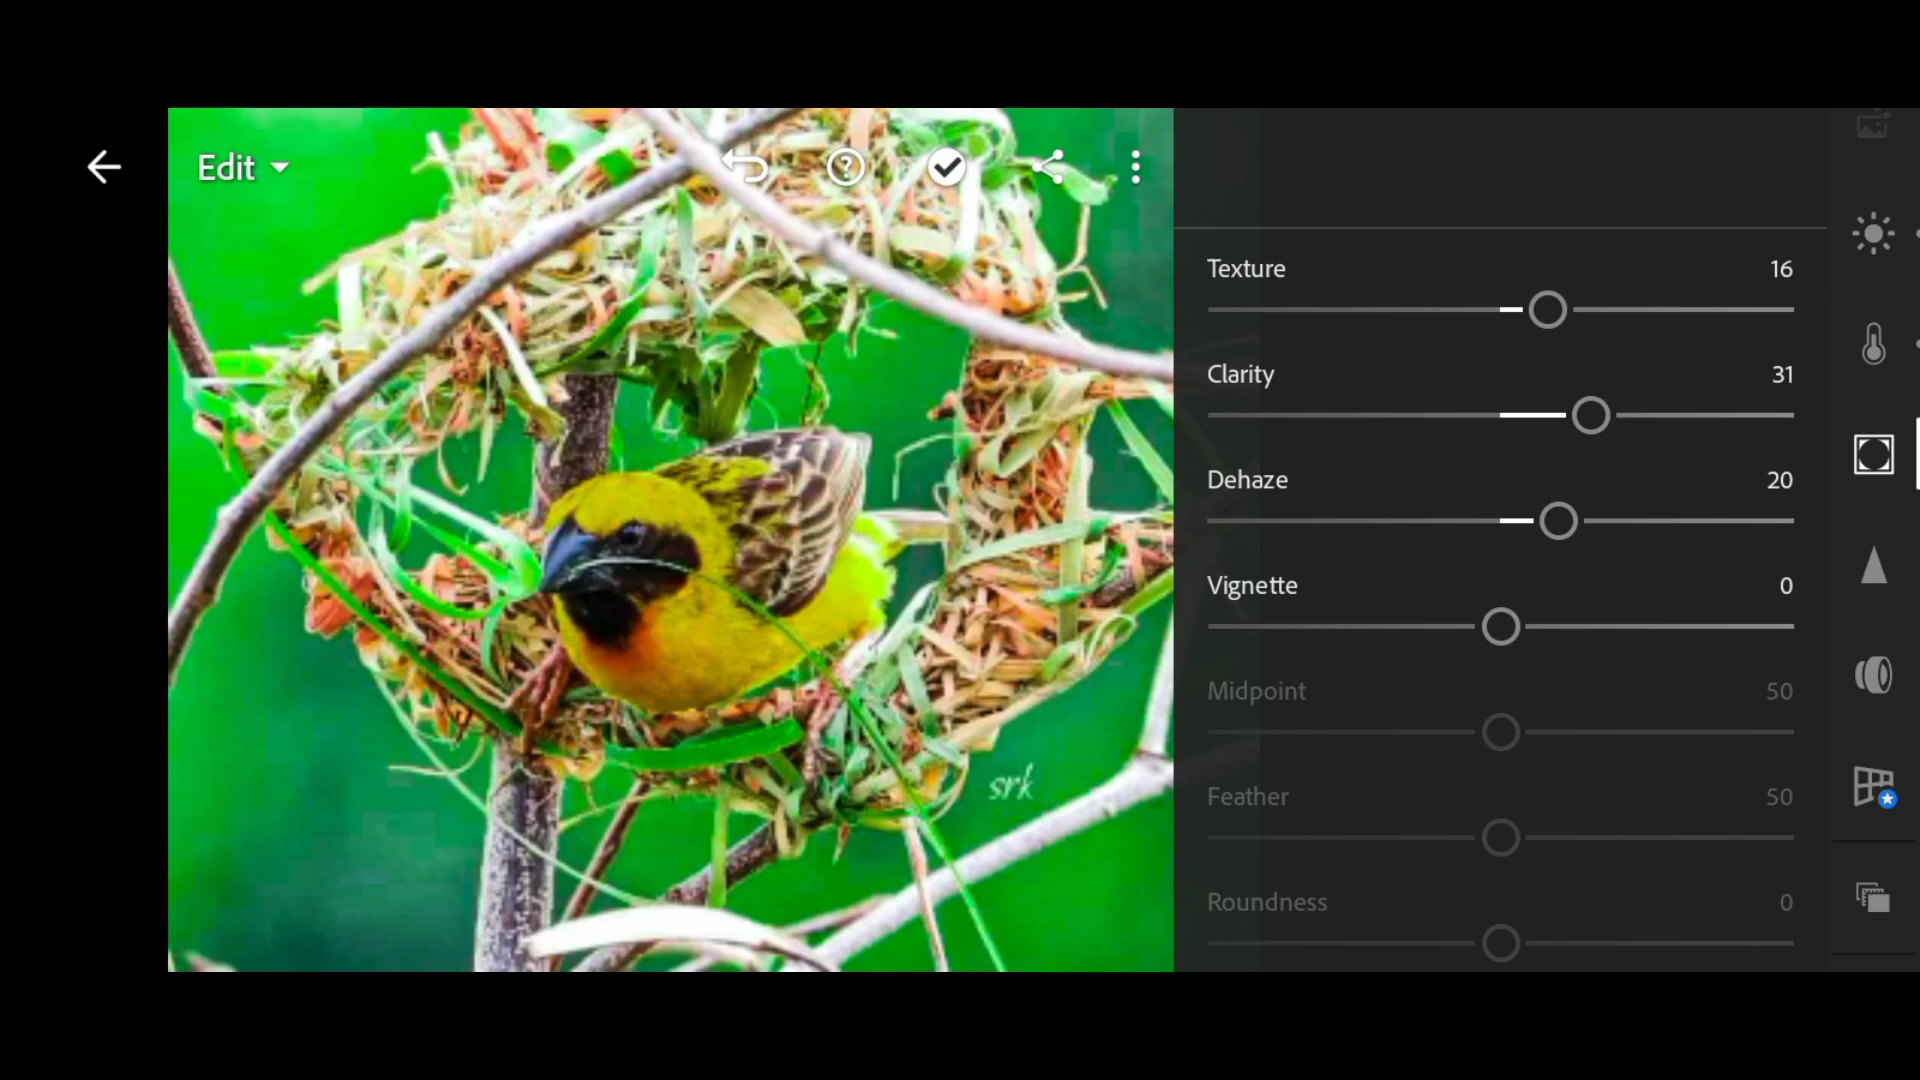 Edit
Texture 16
Clarity 31
Dehaze 20
Vignette 0
Midpoint 50
Feather 50
Roundness 0
srk